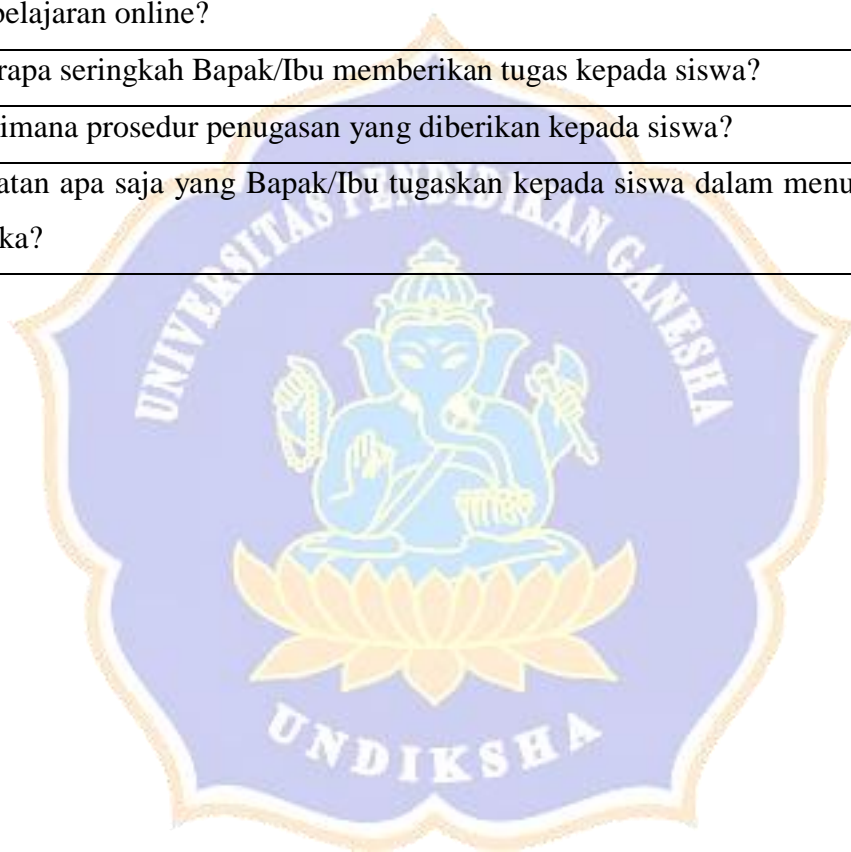 pelajaran online?
rapa seringkah Bapak/Ibu memberikan tugas kepada siswa?
imana prosedur penugasan yang diberikan kepada siswa?
atan apa saja yang Bapak/Ibu tugaskan kepada siswa dalam menu
ka?
UNIVERSITAS PENDIDIKAN GANESHA
UNDIKSHA